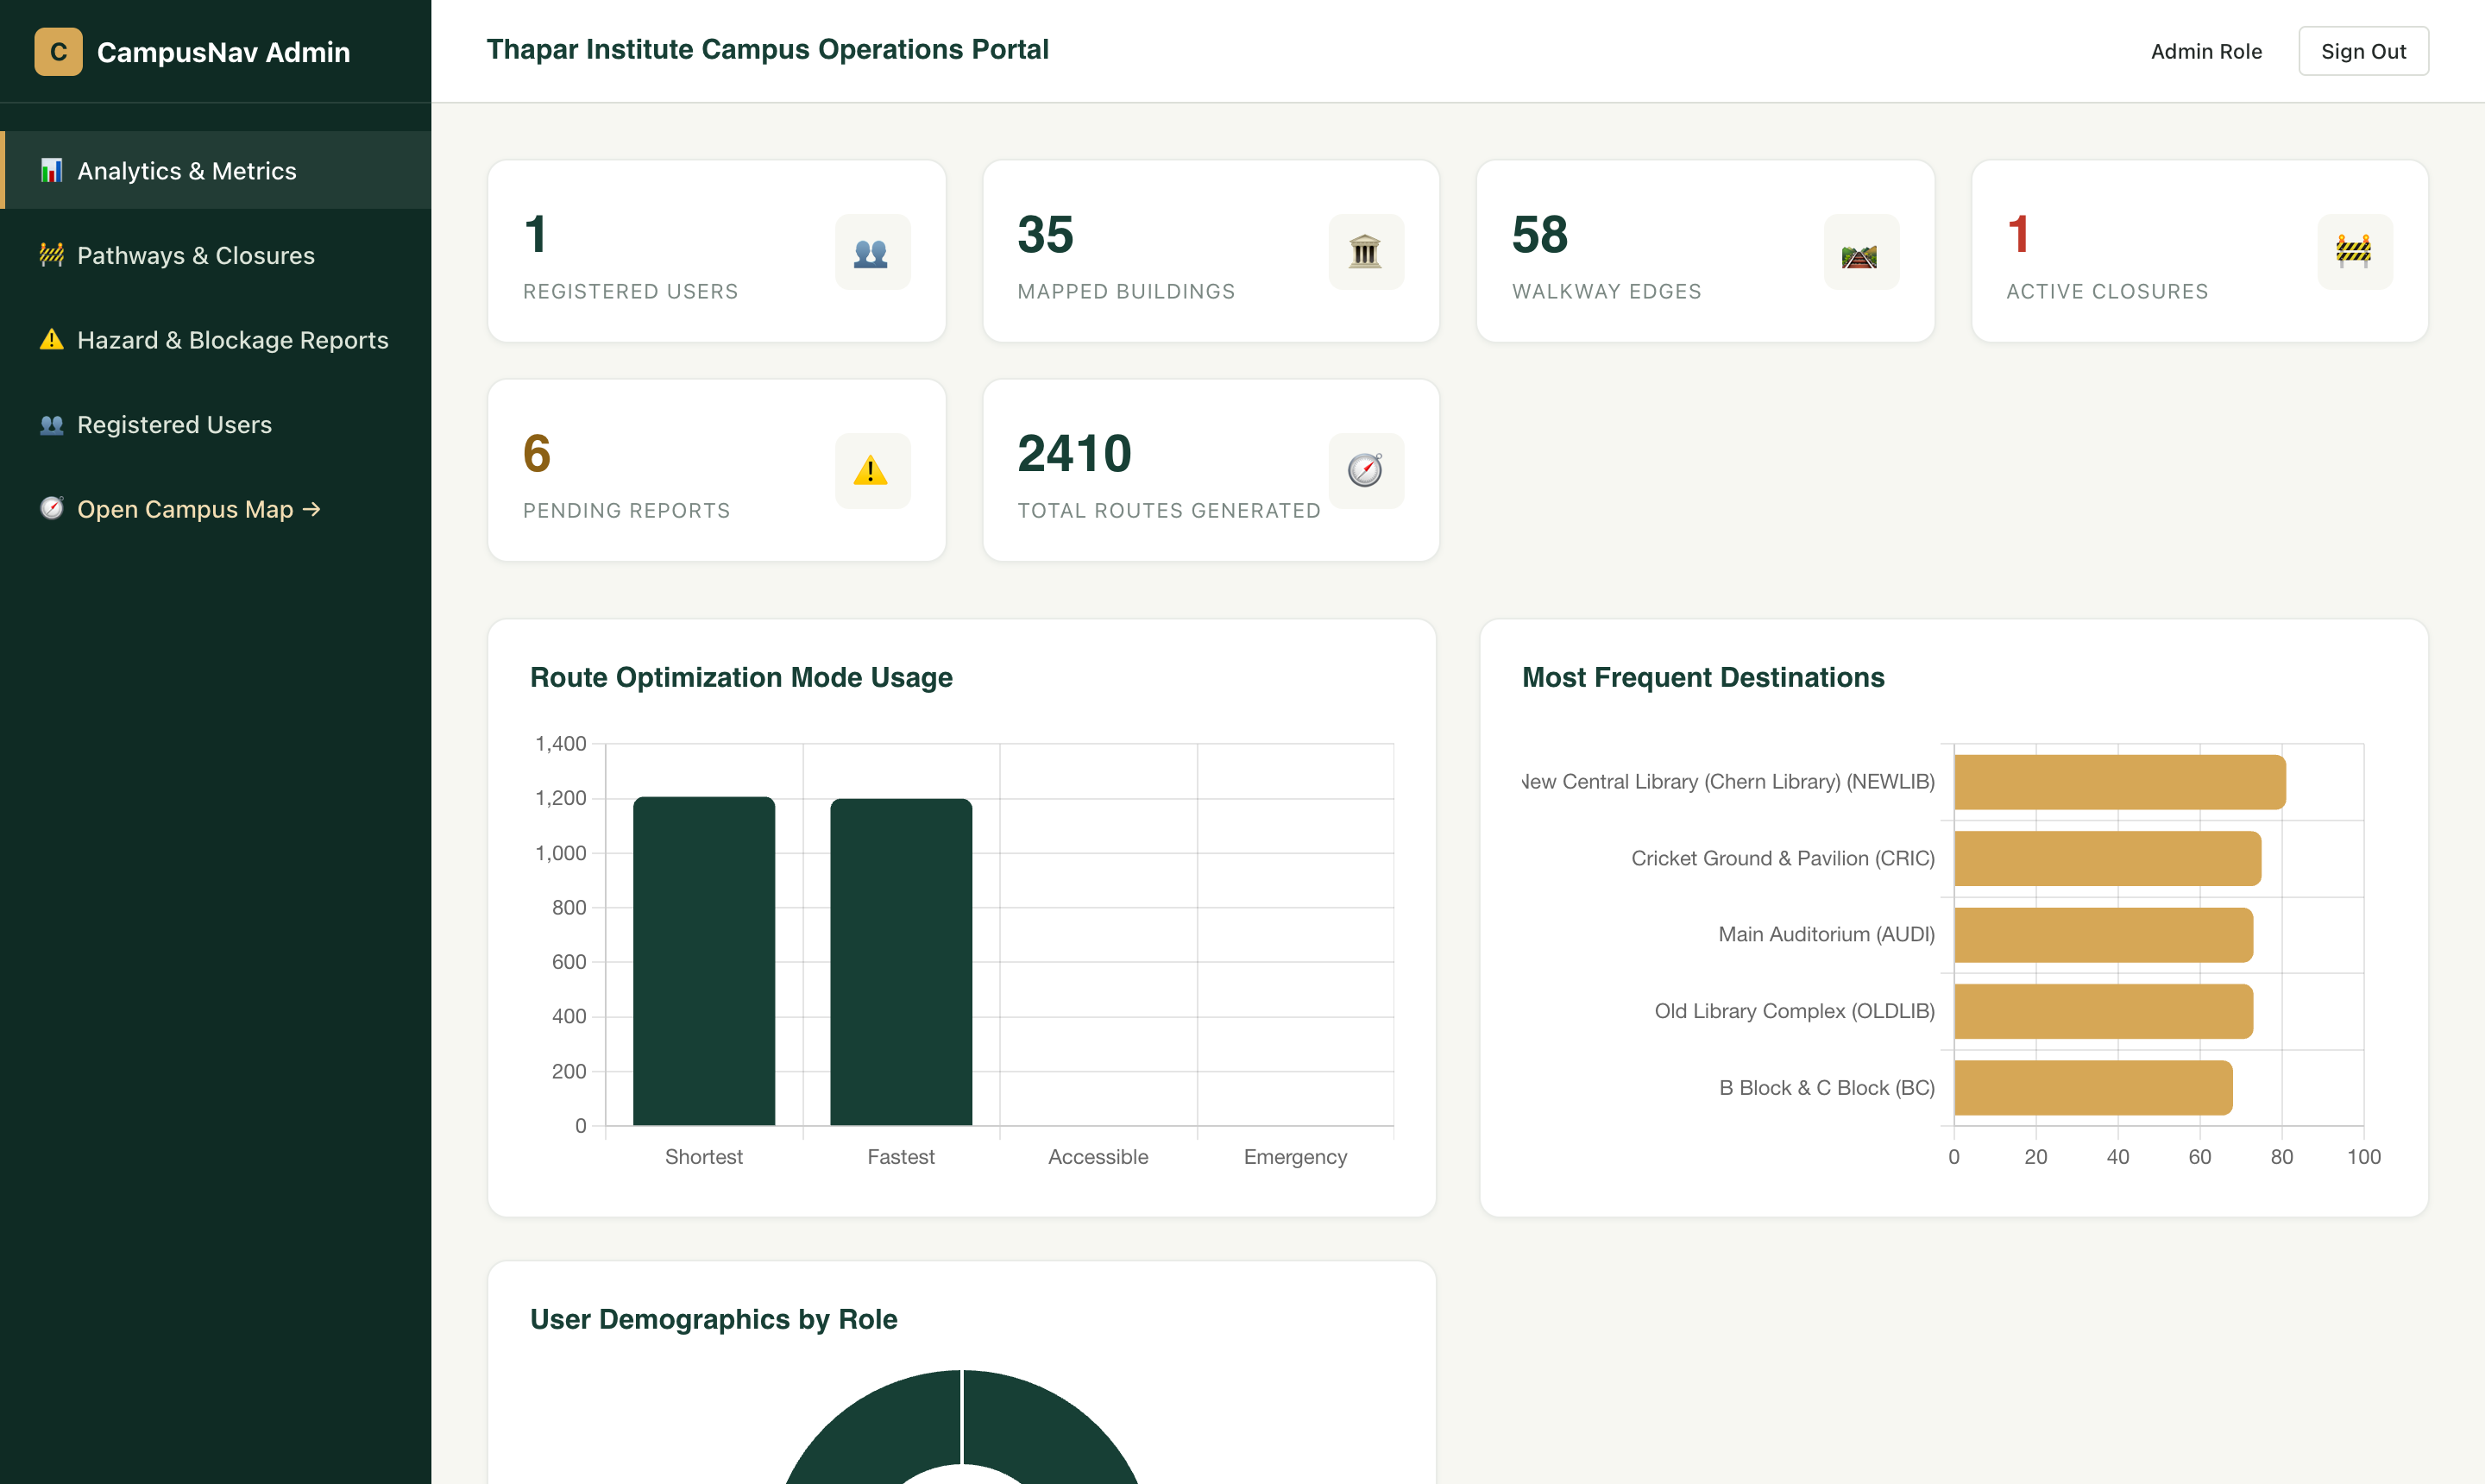 C CampusNav Admin
Analytics & Metrics
Pathways & Closures
Hazard & Blockage Reports
Registered Users
Open Campus Map →
Thapar Institute Campus Operations Portal
Admin Role
Sign Out
1
REGISTERED USERS
35
MAPPED BUILDINGS
58
WALKWAY EDGES
1
ACTIVE CLOSURES
6
PENDING REPORTS
2410
TOTAL ROUTES GENERATED
Route Optimization Mode Usage
1,400
1,200
1,000
800
600
400
200
0
Shortest Fastest Accessible Emergency
Most Frequent Destinations
New Central Library (Chern Library) (NEWLIB)
Cricket Ground & Pavilion (CRIC)
Main Auditorium (AUDI)
Old Library Complex (OLDLIB)
B Block & C Block (BC)
0 20 40 60 80 100
User Demographics by Role